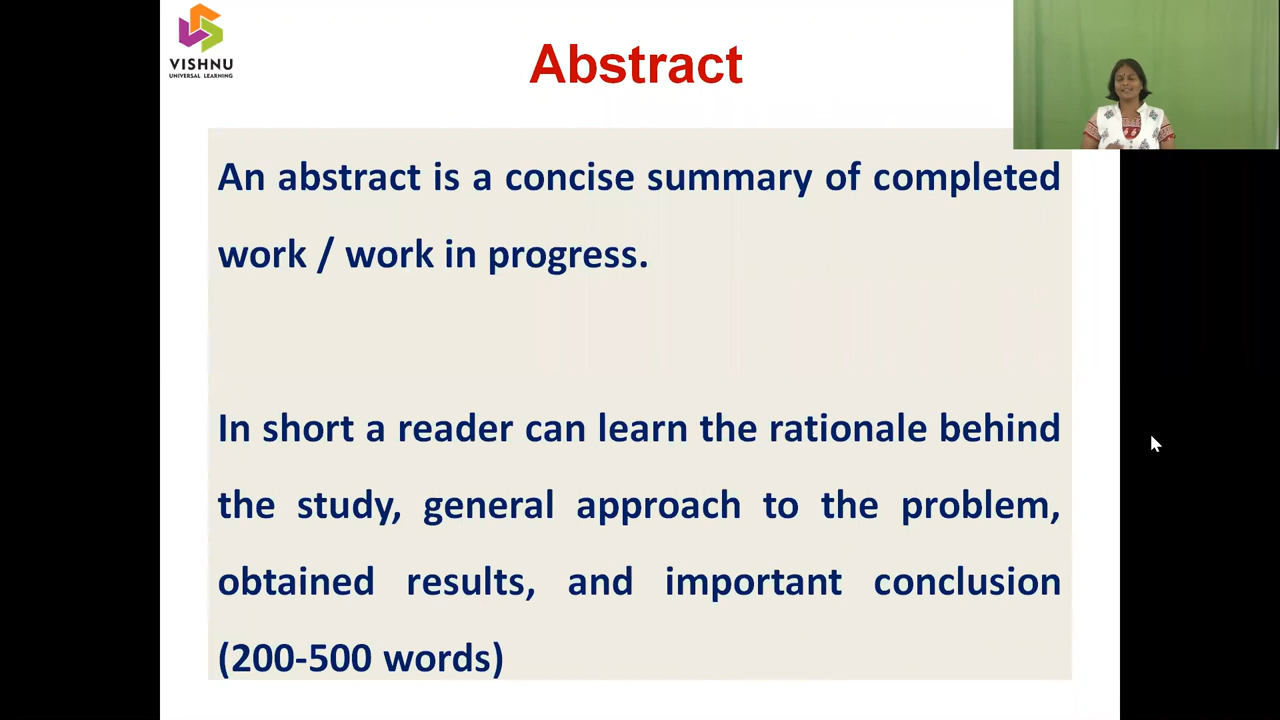 VISHNU
UNIVERSAL LEARNING
Abstract
An abstract is a concise summary of completed
work / work in progress.
In short a reader can learn the rationale behind
the study, general approach to the problem,
obtained results, and important conclusion
(200-500 words)